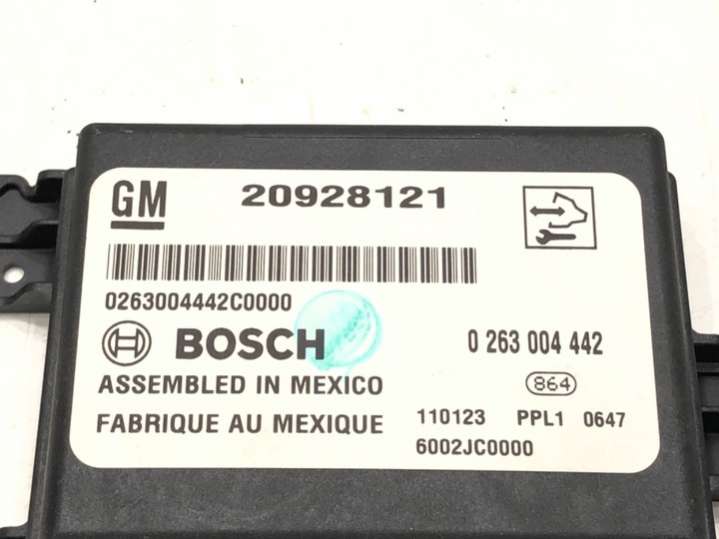 GM 20928121
0263004442C0000
BOSCH 0 263 004 442
ASSEMBLED IN MEXICO 864
FABRIQUE AU MEXIQUE 110123 PPL1 0647
6002JC0000